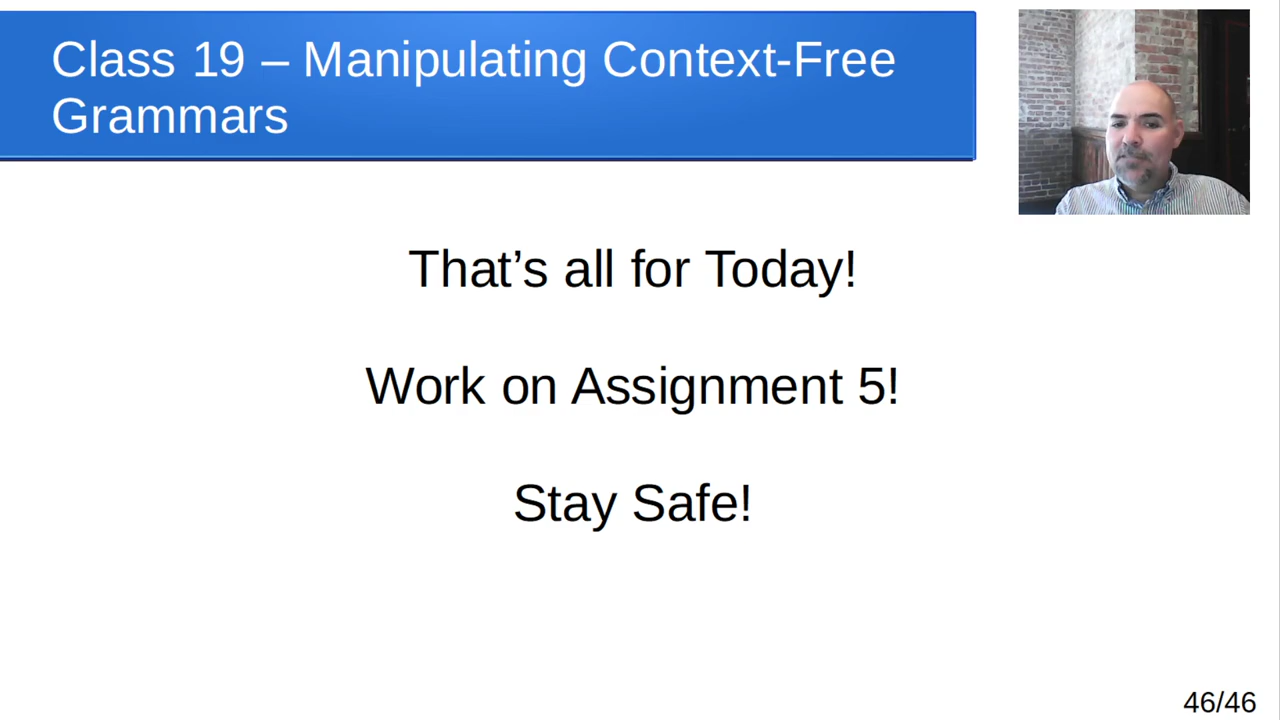 Class 19 – Manipulating Context-Free
Grammars
That’s all for Today!
Work on Assignment 5!
Stay Safe!
46/46